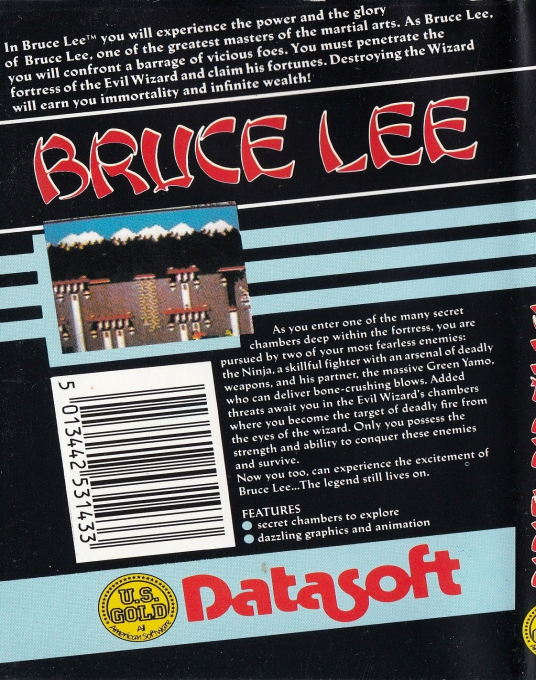 In Bruce Lee™ you will experience the power and the glory
of Bruce Lee, one of the greatest masters of the martial arts. As Bruce Lee,
you will confront a barrage of vicious foes. You must penetrate the
fortress of the Evil Wizard and claim his fortunes. Destroying the Wizard
will earn you immortality and infinite wealth!
BRUCE LEE
As you enter one of the many secret
chambers deep within the fortress, you are
pursued by two of your most fearless enemies:
the Ninja, a skillful fighter with an arsenal of deadly
weapons, and his partner, the massive Green Yamo,
who can deliver bone-crushing blows. Added
threats await you in the Evil Wizard's chambers
where you become the target of deadly fire from
the eyes of the wizard. Only you possess the
strength and ability to conquer these enemies
and survive.
Now you too, can experience the excitement of
Bruce Lee...The legend still lives on.
FEATURES
secret chambers to explore
dazzling graphics and animation
5 013442 531433
U.S.
GOLD
All
American Software
Datasoft